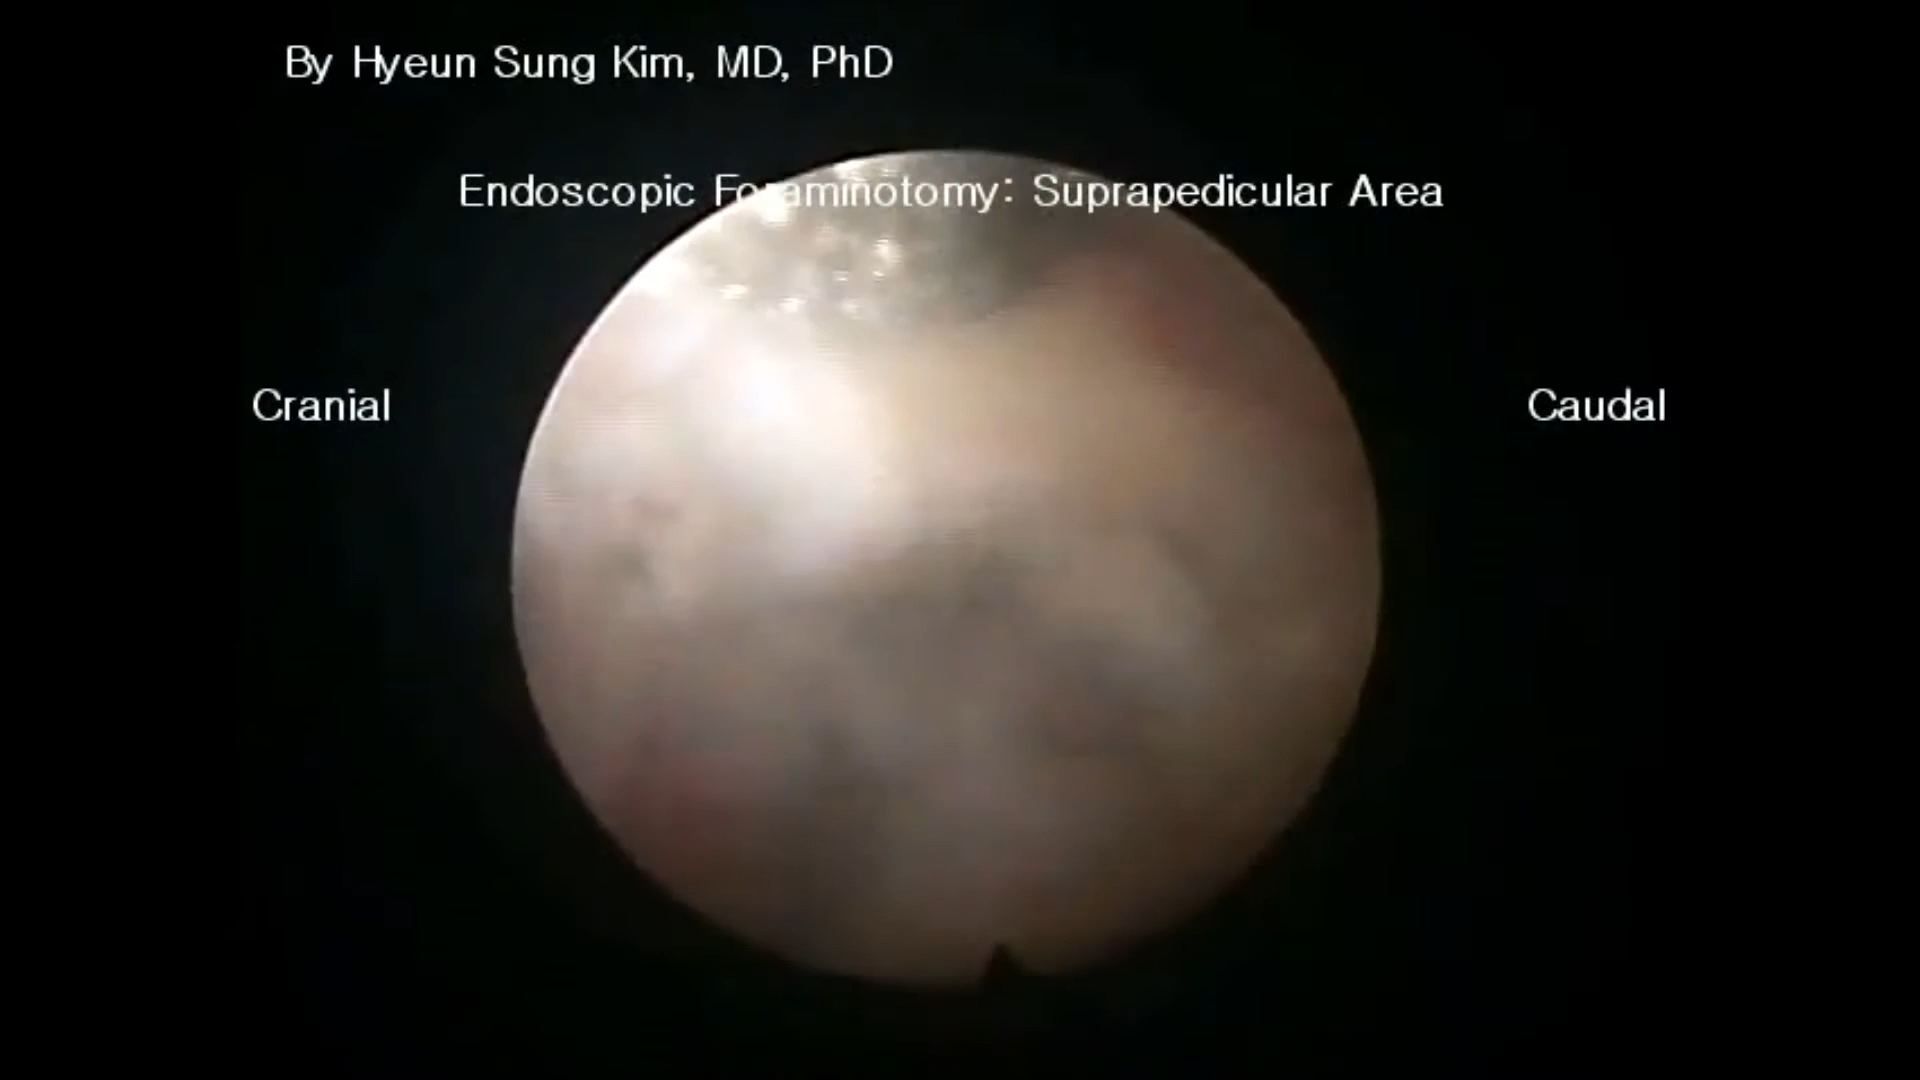 By Hyeun Sung Kim, MD, PhD
Endoscopic Foraminotomy: Suprapedicular Area
Cranial
Caudal